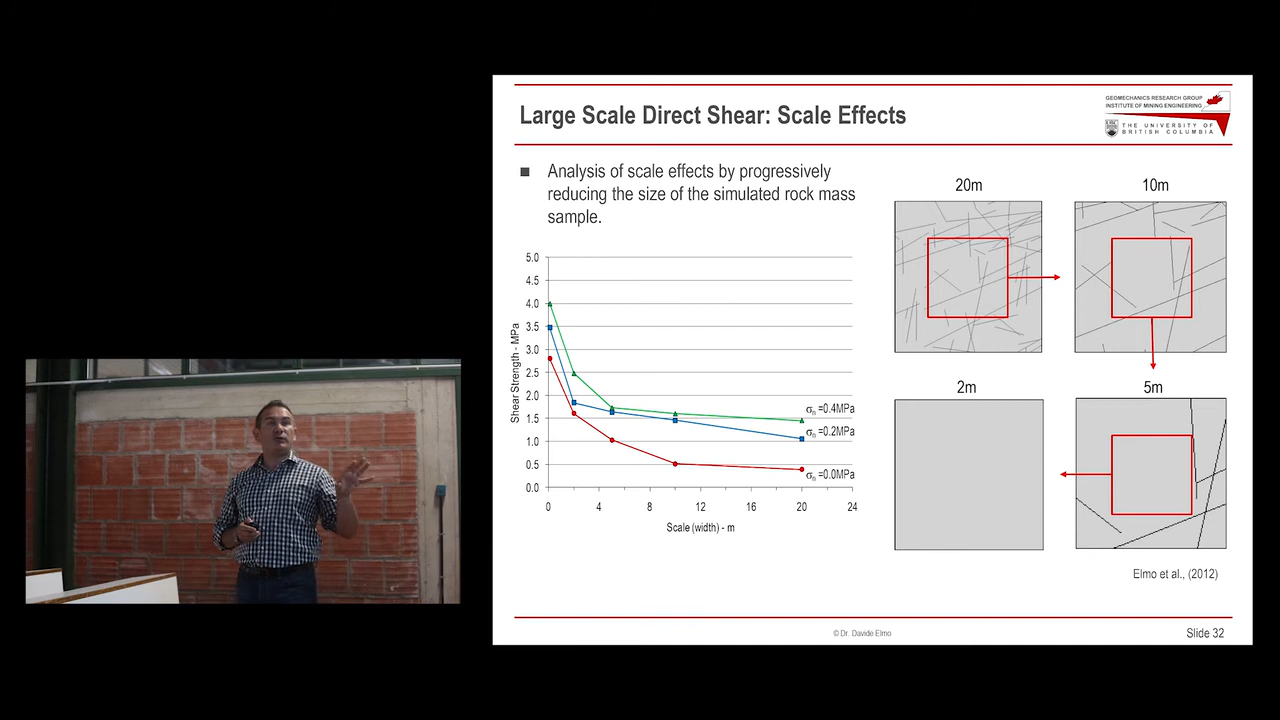 Large Scale Direct Shear: Scale Effects
GEOMECHANICS RESEARCH GROUP
INSTITUTE OF MINING ENGINEERING
THE UNIVERSITY OF
BRITISH COLUMBIA
Analysis of scale effects by progressively
reducing the size of the simulated rock mass
sample.
5.0
4.5
4.0
3.5
3.0
2.5
2.0
1.5
1.0
0.5
0.0
Shear Strength - MPa
σn =0.4MPa
σn =0.2MPa
σn =0.0MPa
0 4 8 12 16 20 24
Scale (width) - m
20m
10m
2m
5m
Elmo et al., (2012)
© Dr. Davide Elmo
Slide 32